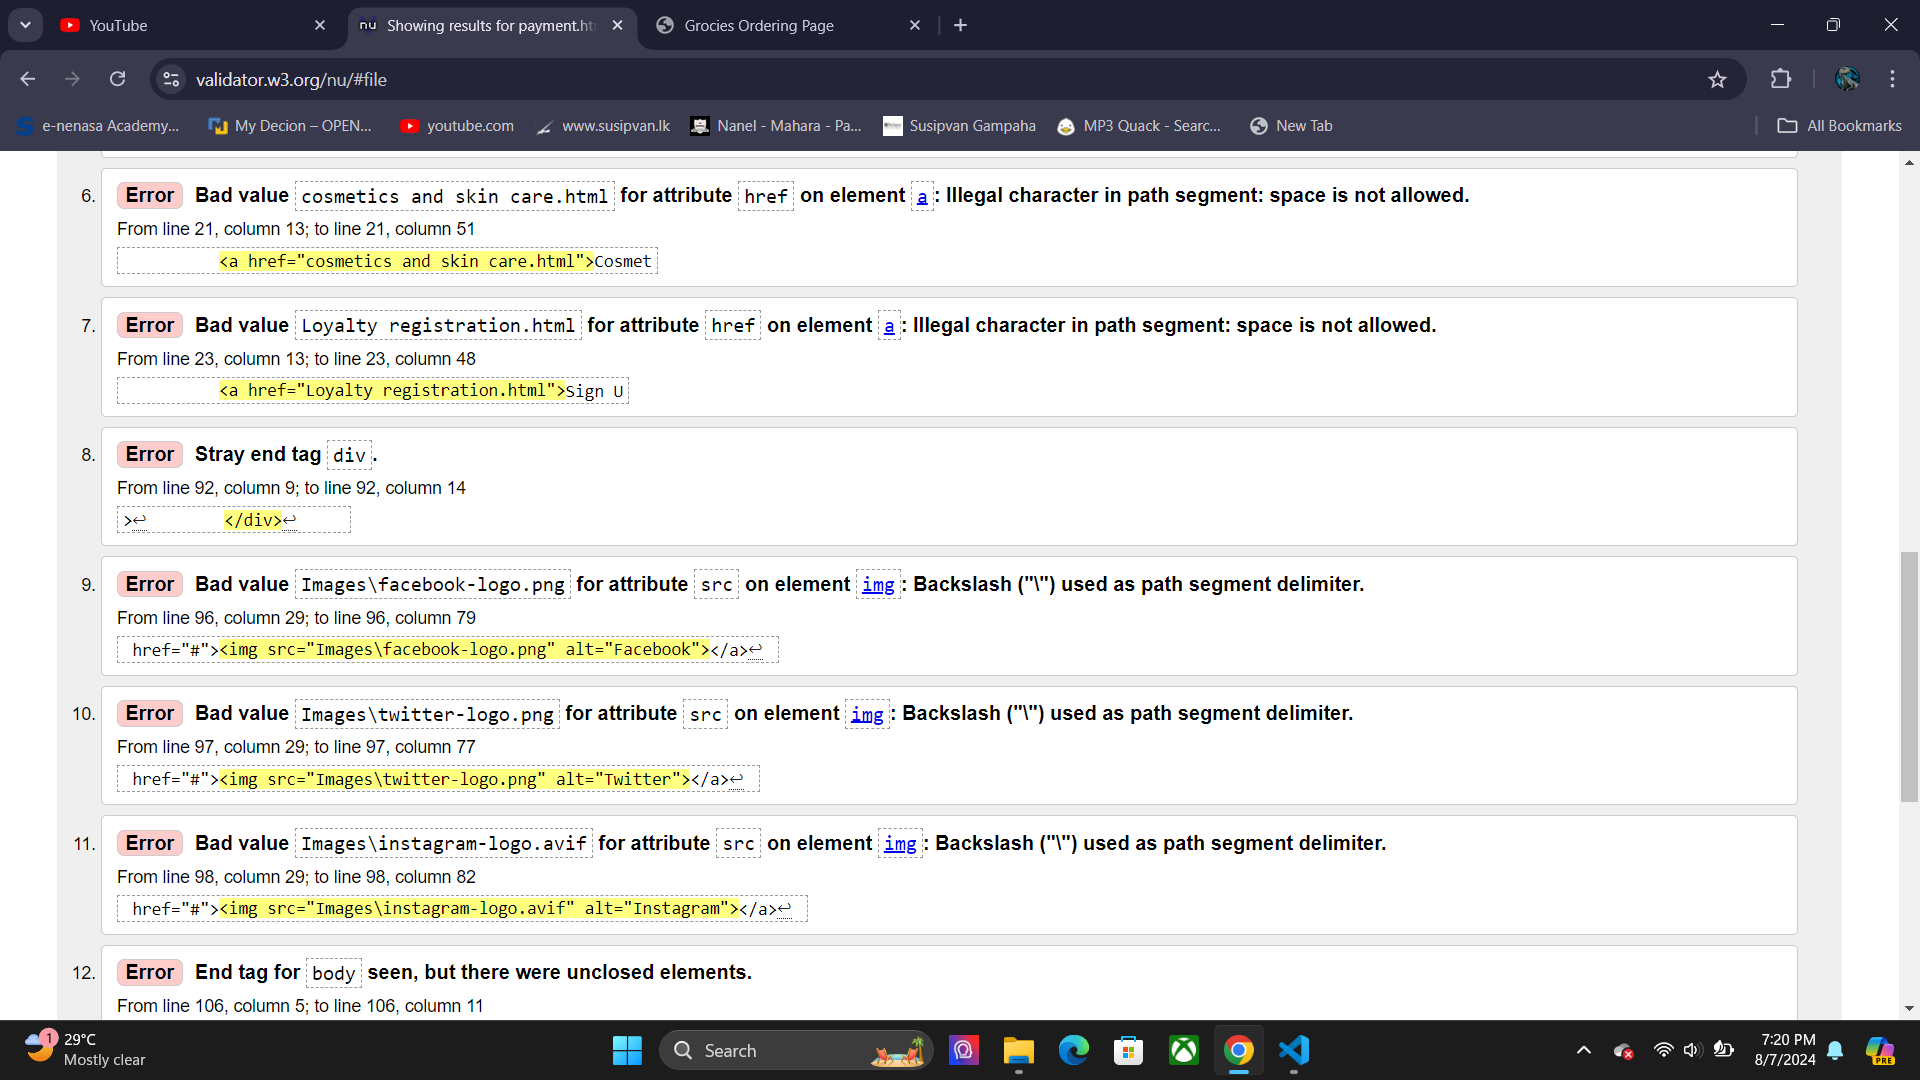 YouTube
nu Showing results for payment.ht
Grocies Ordering Page
validator.w3.org/nu/#file
e-nenasa Academy...
My Decion – OPEN...
youtube.com
www.susipvan.lk
Nanel - Mahara - Pa...
Susipvan Gampaha
MP3 Quack - Searc...
New Tab
All Bookmarks
6. Error Bad value cosmetics and skin care.html for attribute href on element a: Illegal character in path segment: space is not allowed.
From line 21, column 13; to line 21, column 51
<a href="cosmetics and skin care.html">Cosmet
7. Error Bad value Loyalty registration.html for attribute href on element a: Illegal character in path segment: space is not allowed.
From line 23, column 13; to line 23, column 48
<a href="Loyalty registration.html">Sign U
8. Error Stray end tag div.
From line 92, column 9; to line 92, column 14
>↩ </div>↩
9. Error Bad value Images\facebook-logo.png for attribute src on element img: Backslash ("\") used as path segment delimiter.
From line 96, column 29; to line 96, column 79
href="#"><img src="Images\facebook-logo.png" alt="Facebook"></a>↩
10. Error Bad value Images\twitter-logo.png for attribute src on element img: Backslash ("\") used as path segment delimiter.
From line 97, column 29; to line 97, column 77
href="#"><img src="Images\twitter-logo.png" alt="Twitter"></a>↩
11. Error Bad value Images\instagram-logo.avif for attribute src on element img: Backslash ("\") used as path segment delimiter.
From line 98, column 29; to line 98, column 82
href="#"><img src="Images\instagram-logo.avif" alt="Instagram"></a>↩
12. Error End tag for body seen, but there were unclosed elements.
From line 106, column 5; to line 106, column 11
1
29°C
Mostly clear
Search
7:20 PM
8/7/2024
PRE